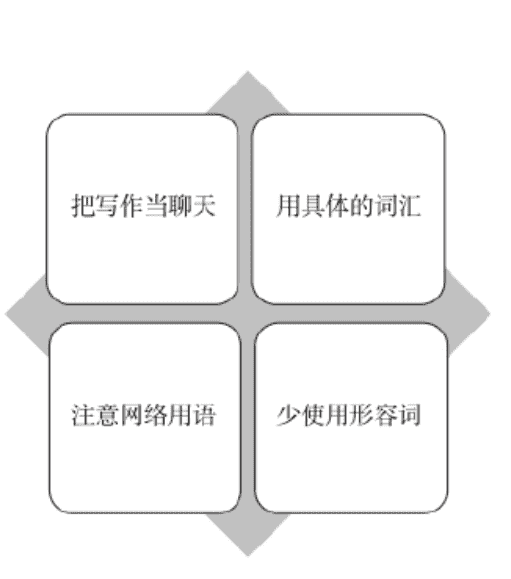 把写作当聊天
用具体的词汇
注意网络用语
少使用形容词